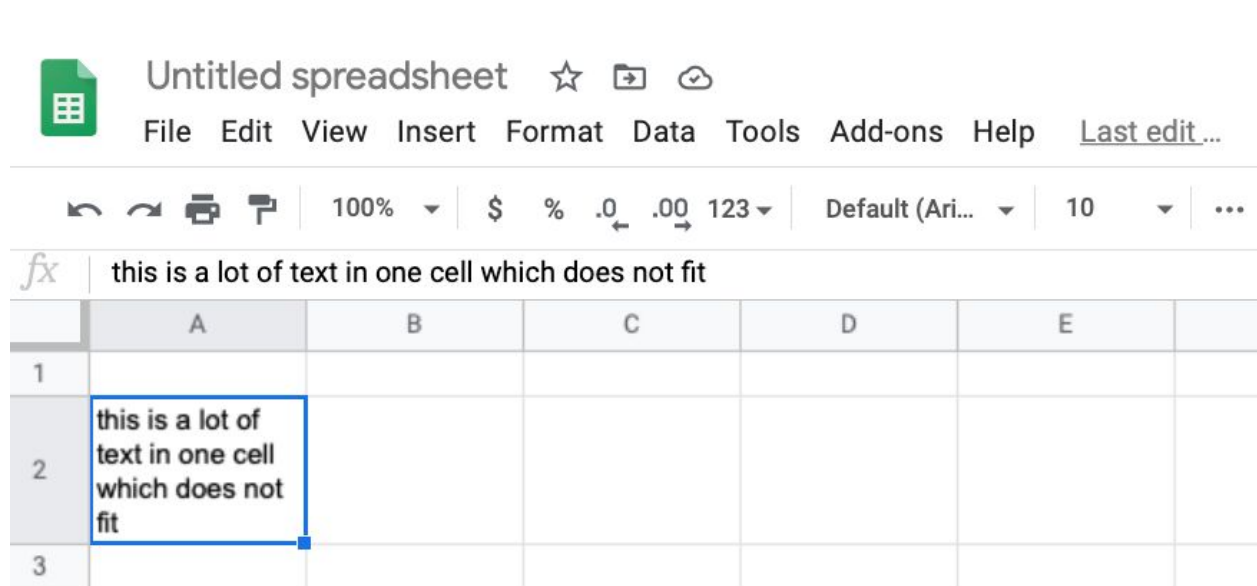 Untitled spreadsheet
File Edit View Insert Format Data Tools Add-ons Help Last edit ...
100% $ % .0 .00 123 Default (Ari... 10 ...
fx this is a lot of text in one cell which does not fit
A B C D E
1
this is a lot of
text in one cell
2
which does not
fit
3